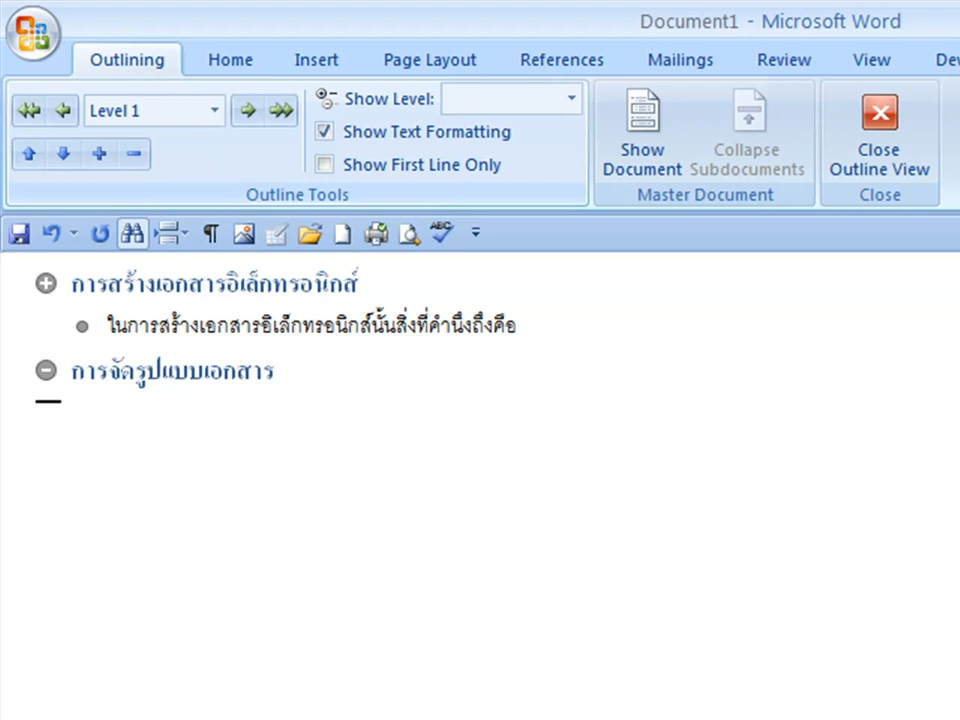 Document1 - Microsoft Word
Outlining Home Insert Page Layout References Mailings Review View De
Level 1
Show Level:
Show Text Formatting
Show First Line Only
Outline Tools
Show Document
Collapse Subdocuments
Master Document
Close Outline View
Close
ABC
การสร้างเอกสารอิเล็กทรอนิกส์
ในการสร้างเอกสารอิเล็กทรอนิกส์นั้นสิ่งที่คำนึงถึงคือ
การจัดรูปแบบเอกสาร